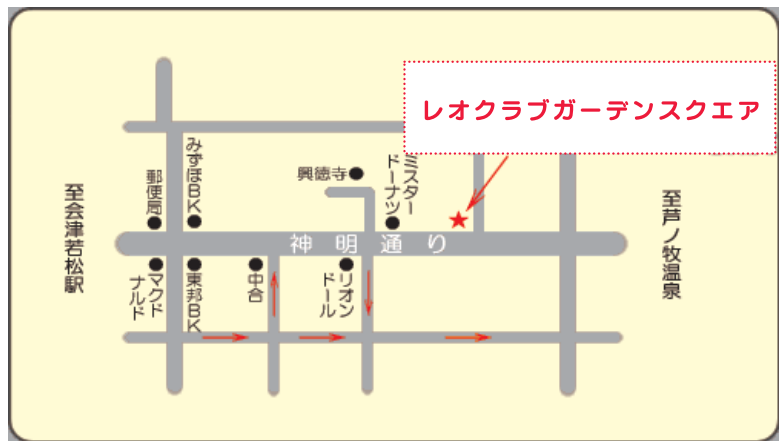 レオクラブガーデンスクエア
みずほBK
郵便局
興徳寺
ミスター
ドーナツ
至会津若松駅
至芦ノ牧温泉
神明通り
マクド
ナルド
東邦BK
中合
リオン
ドール